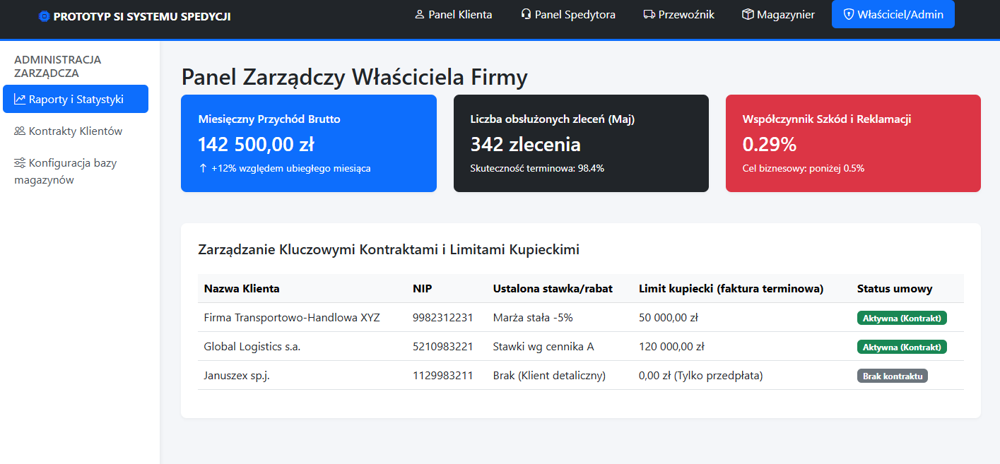 PROTOTYP SI SYSTEMU SPEDYCJI
Panel Klienta
Panel Spedytora
Przewoźnik
Magazynier
Właściciel/Admin
ADMINISTRACJA
ZARZĄDCZA
Raporty i Statystyki
Kontrakty Klientów
Konfiguracja bazy
magazynów
Panel Zarządczy Właściciela Firmy
Miesięczny Przychód Brutto
142 500,00 zł
↑ +12% względem ubiegłego miesiąca
Liczba obsłużonych zleceń (Maj)
342 zlecenia
Skuteczność terminowa: 98.4%
Współczynnik Szkód i Reklamacji
0.29%
Cel biznesowy: poniżej 0.5%
Zarządzanie Kluczowymi Kontraktami i Limitami Kupieckimi
Nazwa Klienta NIP Ustalona stawka/rabat Limit kupiecki (faktura terminowa) Status umowy
Firma Transportowo-Handlowa XYZ 9982312231 Marża stała -5% 50 000,00 zł Aktywna (Kontrakt)
Global Logistics s.a. 5210983221 Stawki wg cennika A 120 000,00 zł Aktywna (Kontrakt)
Januszex sp.j. 1129983211 Brak (Klient detaliczny) 0,00 zł (Tylko przedpłata) Brak kontraktu